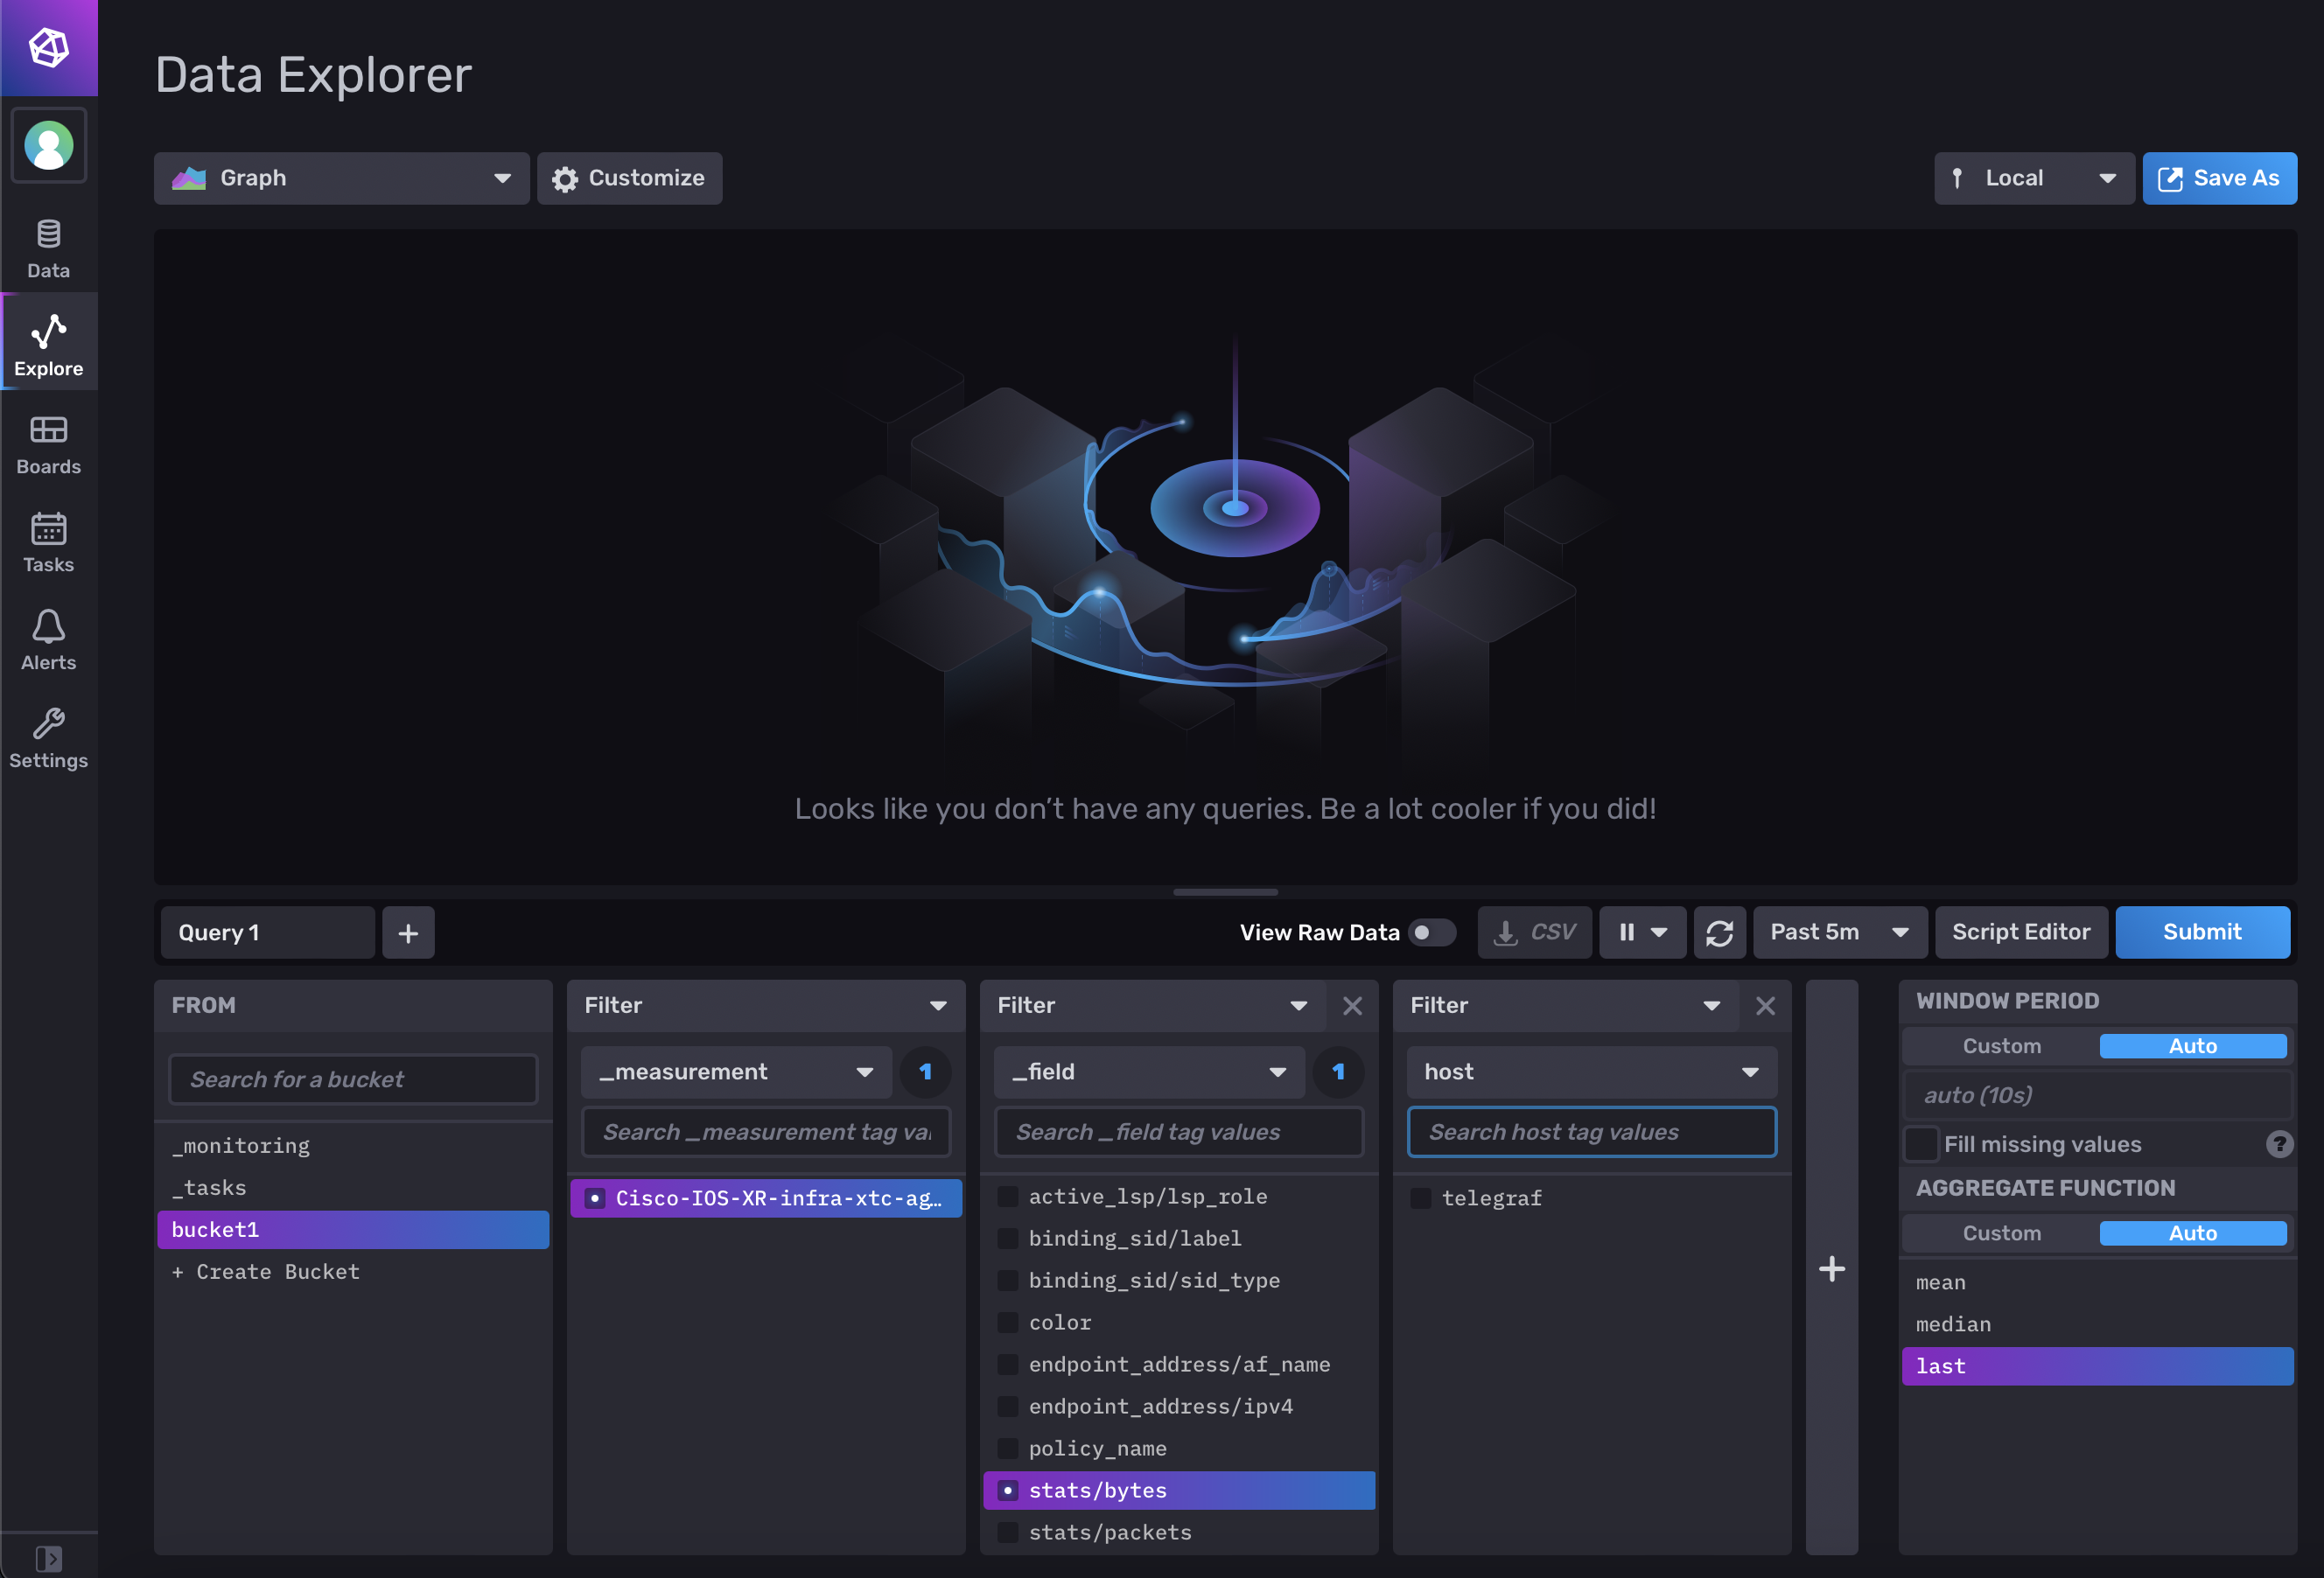 Data Explorer
Graph
Customize
Local
Save As
Data
Explore
Boards
Tasks
Alerts
Settings
Looks like you don’t have any queries. Be a lot cooler if you did!
Query 1
+
View Raw Data
CSV
Past 5m
Script Editor
Submit
FROM
Search for a bucket
_monitoring
_tasks
bucket1
+ Create Bucket
Filter
_measurement
1
Search _measurement tag val
Cisco-IOS-XR-infra-xtc-ag…
Filter
_field
1
Search _field tag values
active_lsp/lsp_role
binding_sid/label
binding_sid/sid_type
color
endpoint_address/af_name
endpoint_address/ipv4
policy_name
stats/bytes
stats/packets
Filter
host
Search host tag values
telegraf
+
WINDOW PERIOD
Custom
Auto
auto (10s)
Fill missing values
?
AGGREGATE FUNCTION
Custom
Auto
mean
median
last